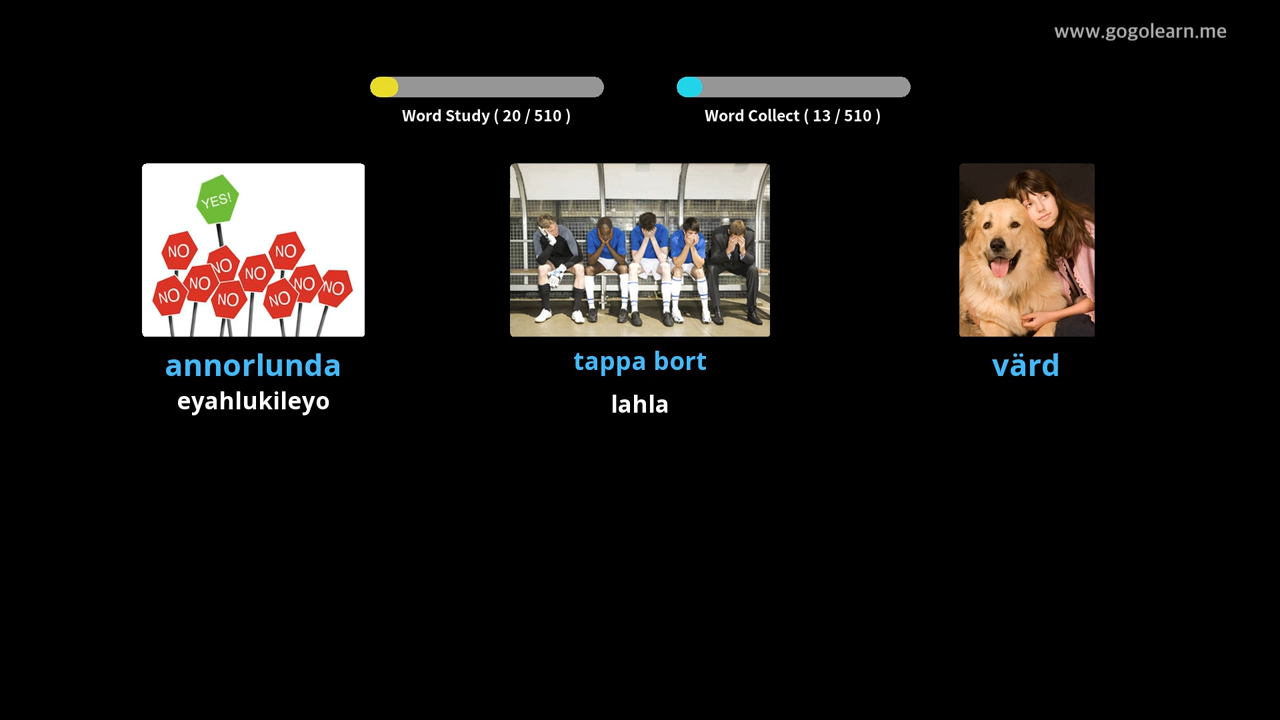 www.gogolearn.me
Word Study ( 20 / 510 )
Word Collect ( 13 / 510 )
YES!
NO
NO
NO
NO
NO
NO
NO
NO
NO
NO
annorlunda
eyahlukileyo
tappa bort
lahla
värd